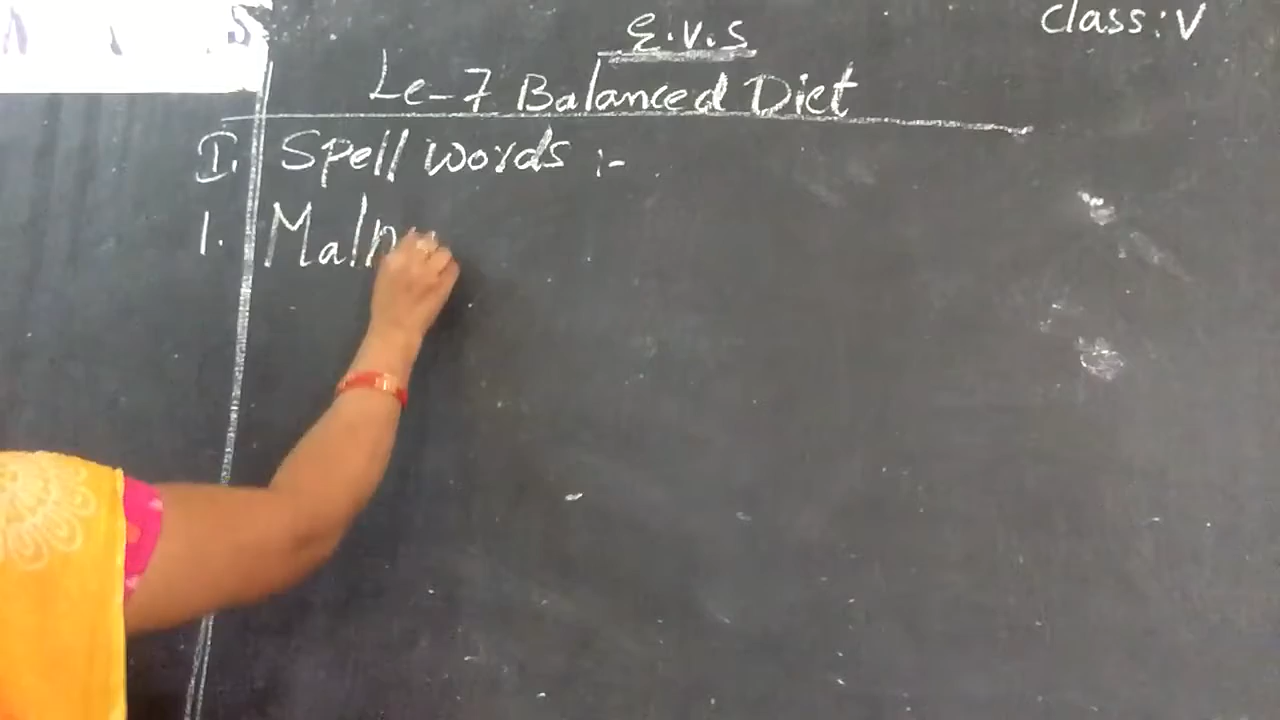 E.V.S
Class: V
Le-7 Balanced Diet
I. Spell words :-
1. Maln